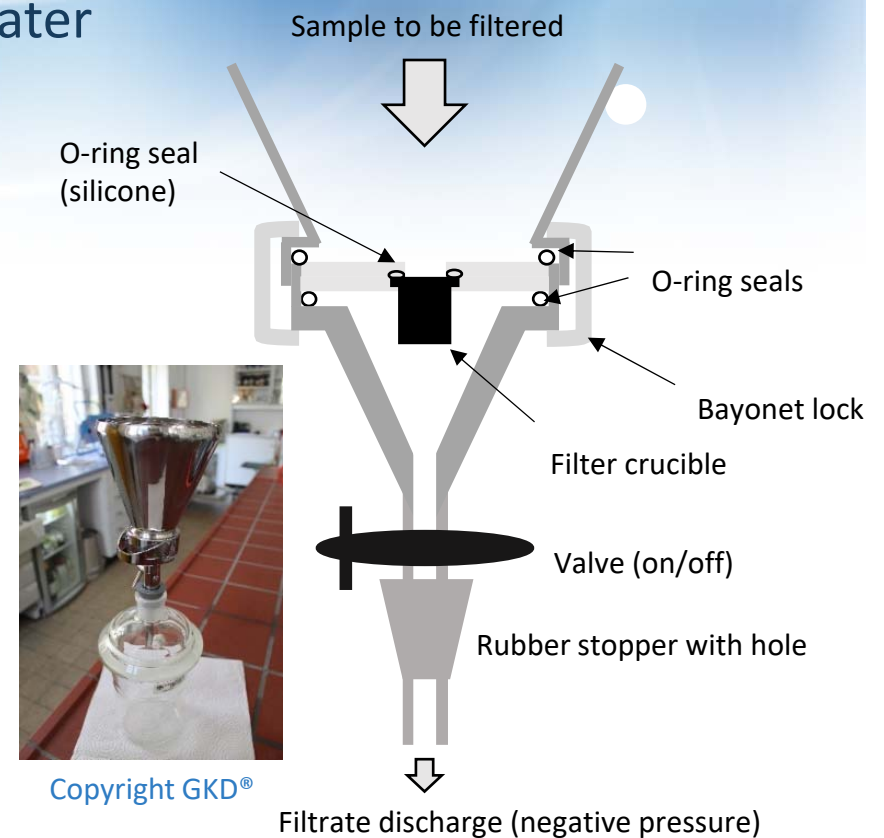 ater
Sample to be filtered
O-ring seal
(silicone)
O-ring seals
Bayonet lock
Filter crucible
Valve (on/off)
Rubber stopper with hole
Copyright GKD®
Filtrate discharge (negative pressure)